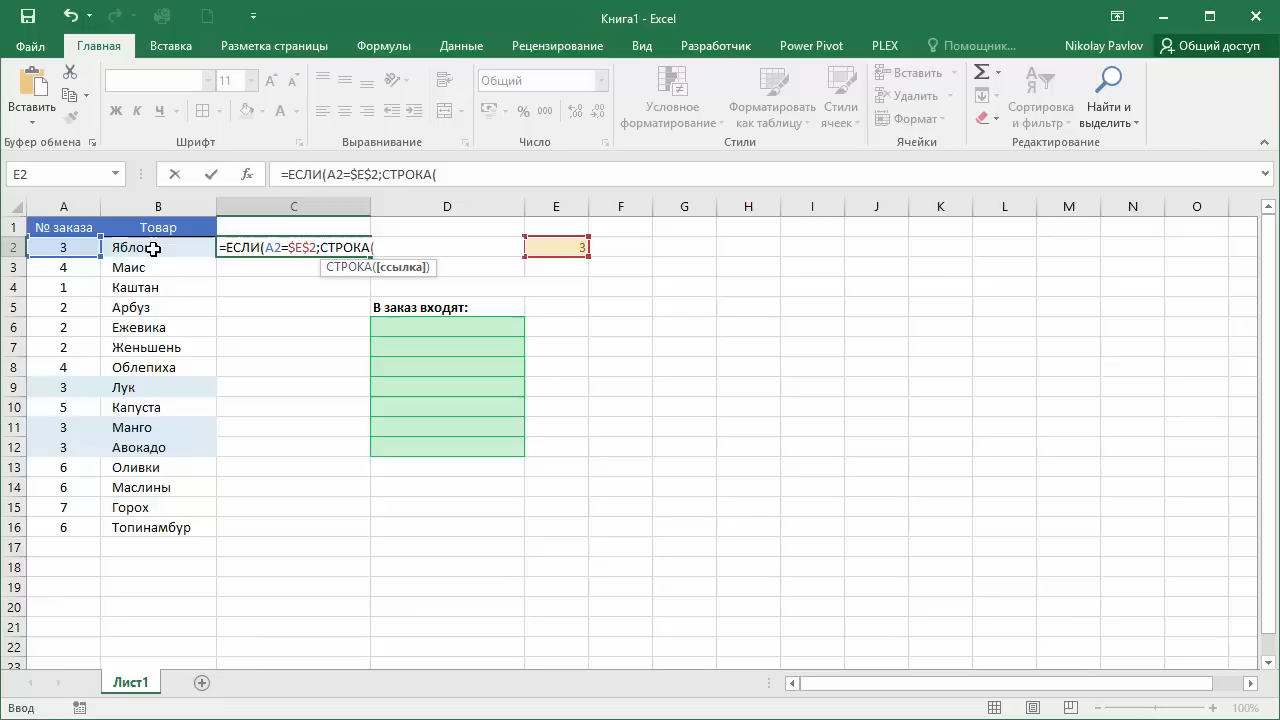 Книга1 - Excel
Файл Главная Вставка Разметка страницы Формулы Данные Рецензирование Вид Разработчик Power Pivot PLEX Помощник... Nikolay Pavlov Общий доступ
Вставить
Буфер обмена
11
Ж К Ч
Шрифт
Выравнивание
Общий
% 000
Число
Условное форматирование
Форматировать как таблицу
Стили ячеек
Стили
Вставить
Удалить
Формат
Ячейки
Сортировка и фильтр
Найти и выделить
Редактирование
E2 fx =ЕСЛИ(A2=$E$2;СТРОКА(
A B C D E F G H I J K L M N O
1 № заказа Товар
2 3 =ЕСЛИ(A2=$E$2;СТРОКА( 3
СТРОКА([ссылка])
3 4 Маис
4 1 Каштан
5 2 Арбуз В заказ входят:
6 2 Ежевика
7 2 Женьшень
8 4 Облепиха
9 3 Лук
10 5 Капуста
11 3 Манго
12 3 Авокадо
13 6 Оливки
14 6 Маслины
15 7 Горох
16 6 Топинамбур
17
18
19
20
21
22
23
Лист1
Ввод 100%